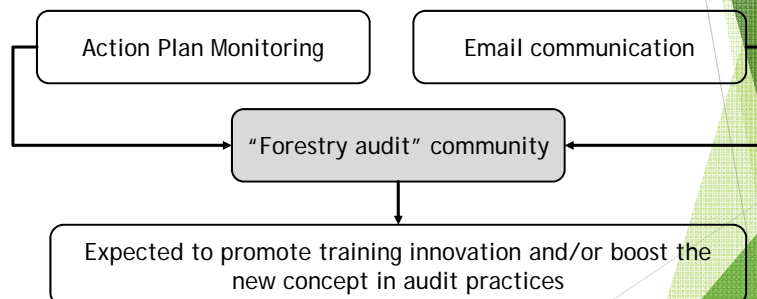 Action Plan Monitoring
Email communication
“Forestry audit” community
Expected to promote training innovation and/or boost the
new concept in audit practices